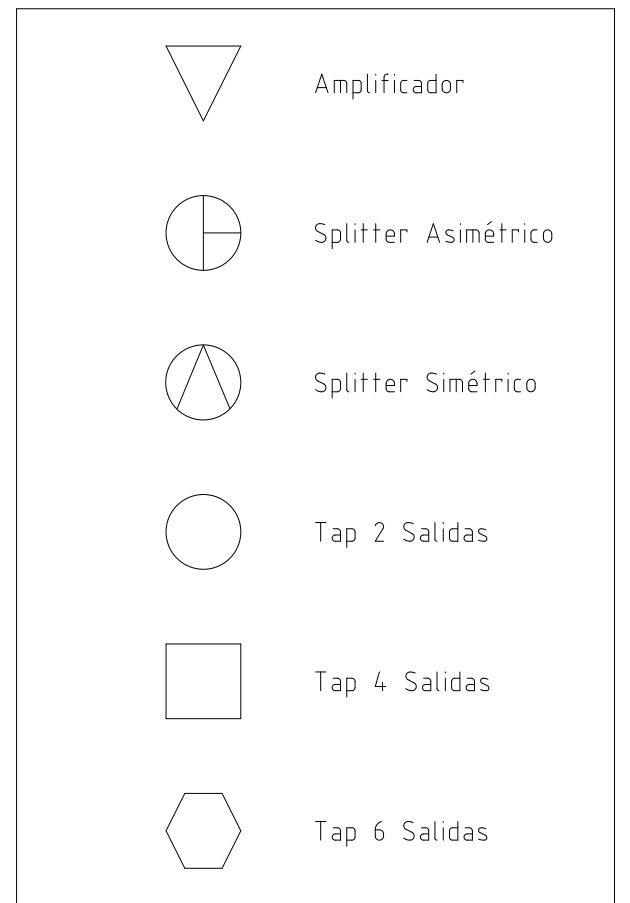 Amplificador
Splitter Asimétrico
Splitter Simétrico
Tap 2 Salidas
Tap 4 Salidas
Tap 6 Salidas